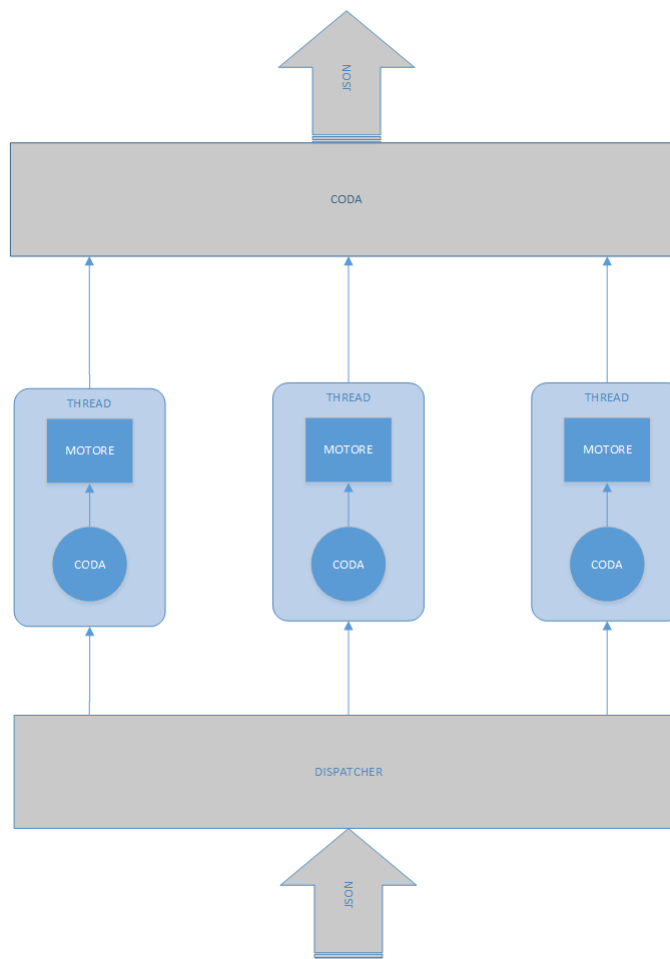 JSON
CODA
THREAD
THREAD
THREAD
MOTORE
MOTORE
MOTORE
CODA
CODA
CODA
DISPATCHER
JSON